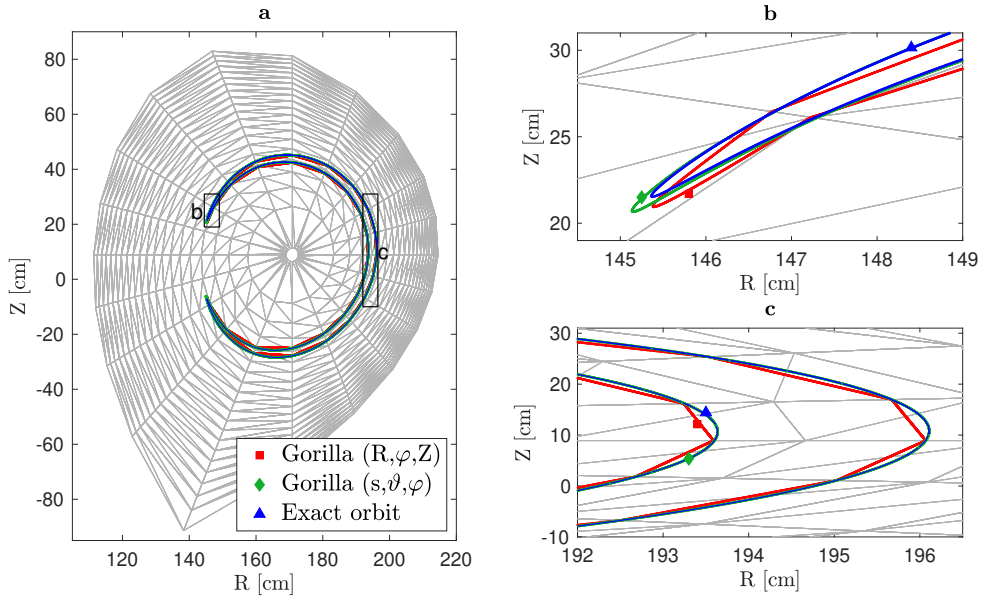 a
80
60
40
20
0
-20
-40
-60
-80
Z [cm]
120 140 160 180 200 220
R [cm]
b
c
Gorilla (R,φ,Z)
Gorilla (s,ϑ,φ)
Exact orbit
b
30
25
20
Z [cm]
145 146 147 148 149
R [cm]
c
30
20
10
0
-10
Z [cm]
192 193 194 195 196
R [cm]